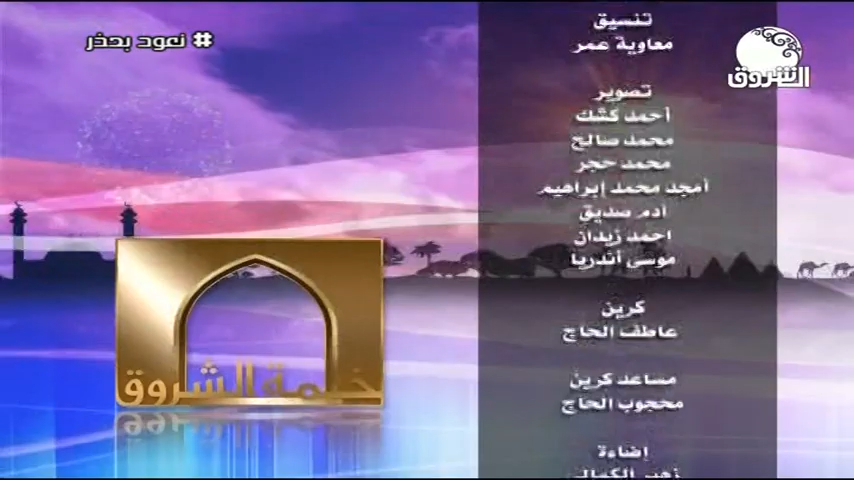 # نعود بحذر
الشروق
تنسيق
معاوية عمر
تصوير
أحمد كشك
محمد صالح
محمد حجر
أمجد محمد إبراهيم
آدم صديق
احمد زيدان
موسى أندريا
كرين
عاطف الحاج
مساعد كرين
محجوب الحاج
إضاءة
خيمة الشروق